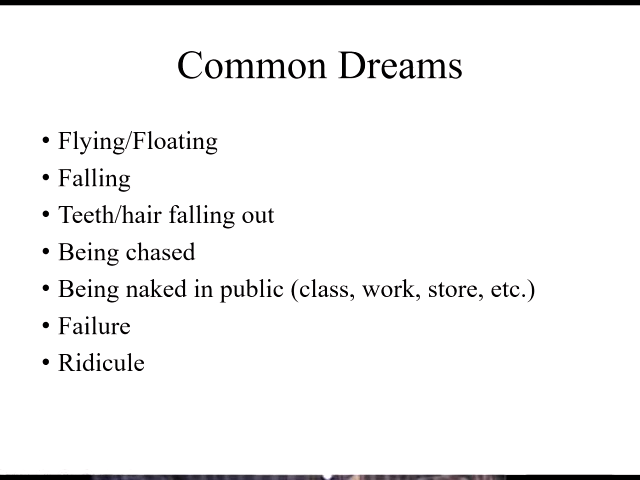 Common Dreams
• Flying/Floating
• Falling
• Teeth/hair falling out
• Being chased
• Being naked in public (class, work, store, etc.)
• Failure
• Ridicule